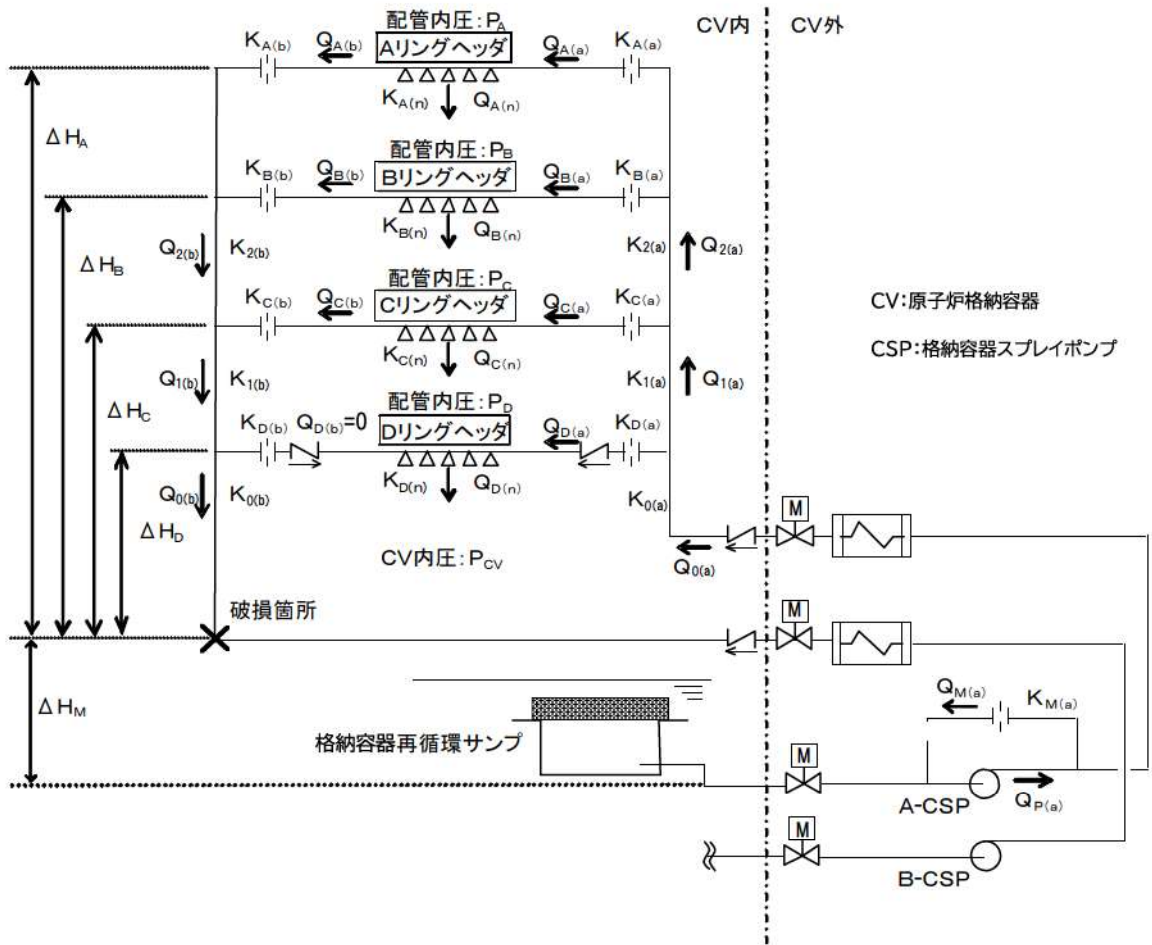 配管内圧:PA
CV内
CV外
KA(b)
QA(b)
Aリングヘッダ
QA(a)
KA(a)
KA(n)
QA(n)
ΔHA
配管内圧:PB
KB(b)
QB(b)
Bリングヘッダ
QB(a)
KB(a)
KB(n)
QB(n)
Q2(b)
K2(b)
K2(a)
Q2(a)
ΔHB
配管内圧:PC
KC(b)
QC(b)
Cリングヘッダ
QC(a)
KC(a)
CV:原子炉格納容器
CSP:格納容器スプレイポンプ
KC(n)
QC(n)
Q1(b)
K1(b)
K1(a)
Q1(a)
ΔHC
配管内圧:PD
KD(b)
QD(b)=0
Dリングヘッダ
QD(a)
KD(a)
KD(n)
QD(n)
Q0(b)
K0(b)
K0(a)
ΔHD
M
CV内圧:PCV
Q0(a)
破損箇所
M
ΔHM
QM(a)
KM(a)
格納容器再循環サンプ
M
A-CSP
QP(a)
M
B-CSP